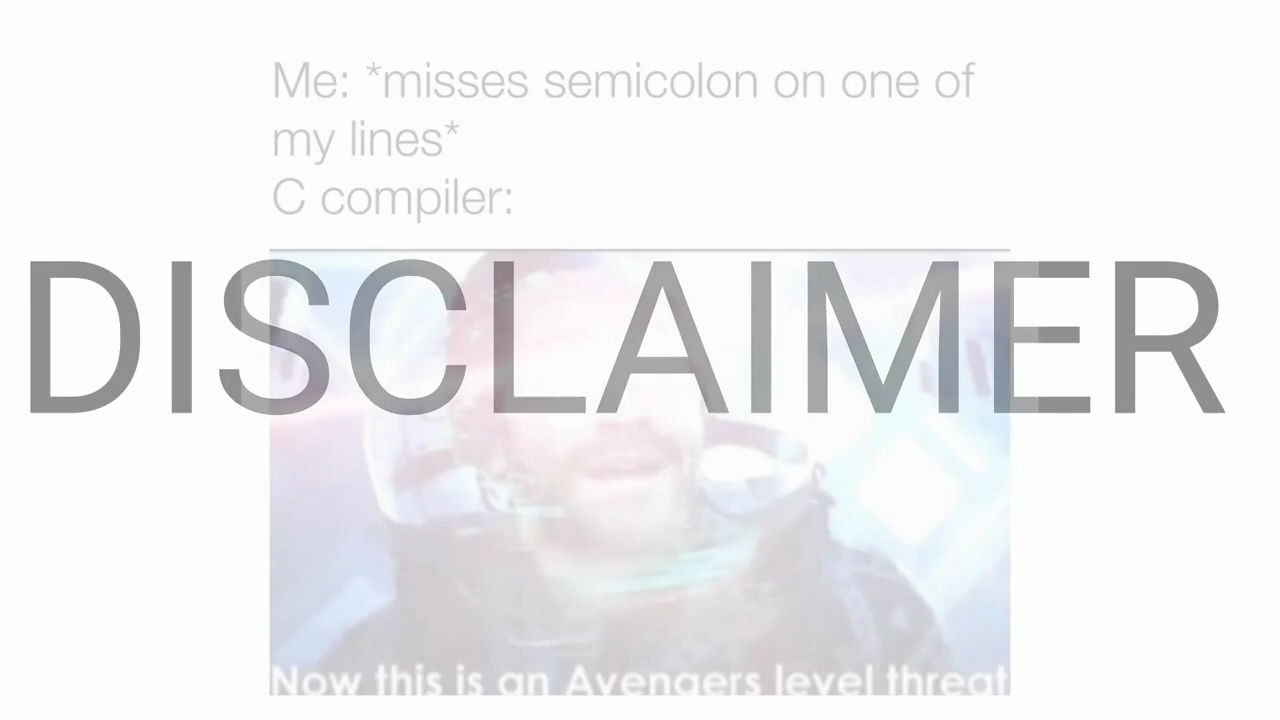 Me: *misses semicolon on one of
my lines*
C compiler:
DISCLAIMER
Now this is an Avengers level threat